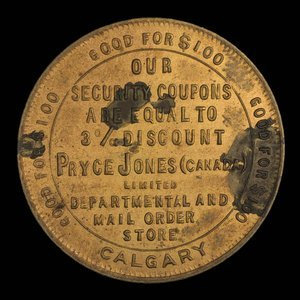 GOOD FOR $1.00
GOOD FOR $1.00
GOOD FOR $1.00
OUR
SECURITY COUPONS
ARE EQUAL TO
3% DISCOUNT
PRYCE JONES (CANADA)
LIMITED
DEPARTMENTAL AND
MAIL ORDER
STORE
CALGARY